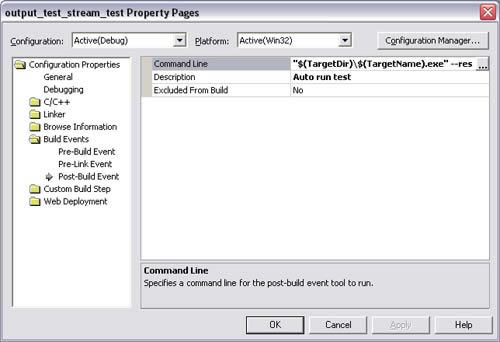 output_test_stream_test Property Pages
Configuration: Active(Debug) Platform: Active(Win32) Configuration Manager...
Configuration Properties
General
Debugging
C/C++
Linker
Browse Information
Build Events
Pre-Build Event
Pre-Link Event
Post-Build Event
Custom Build Step
Web Deployment
Command Line "$(TargetDir)\$(TargetName).exe" --res ...
Description Auto run test
Excluded From Build No
Command Line
Specifies a command line for the post-build event tool to run.
OK Cancel Apply Help